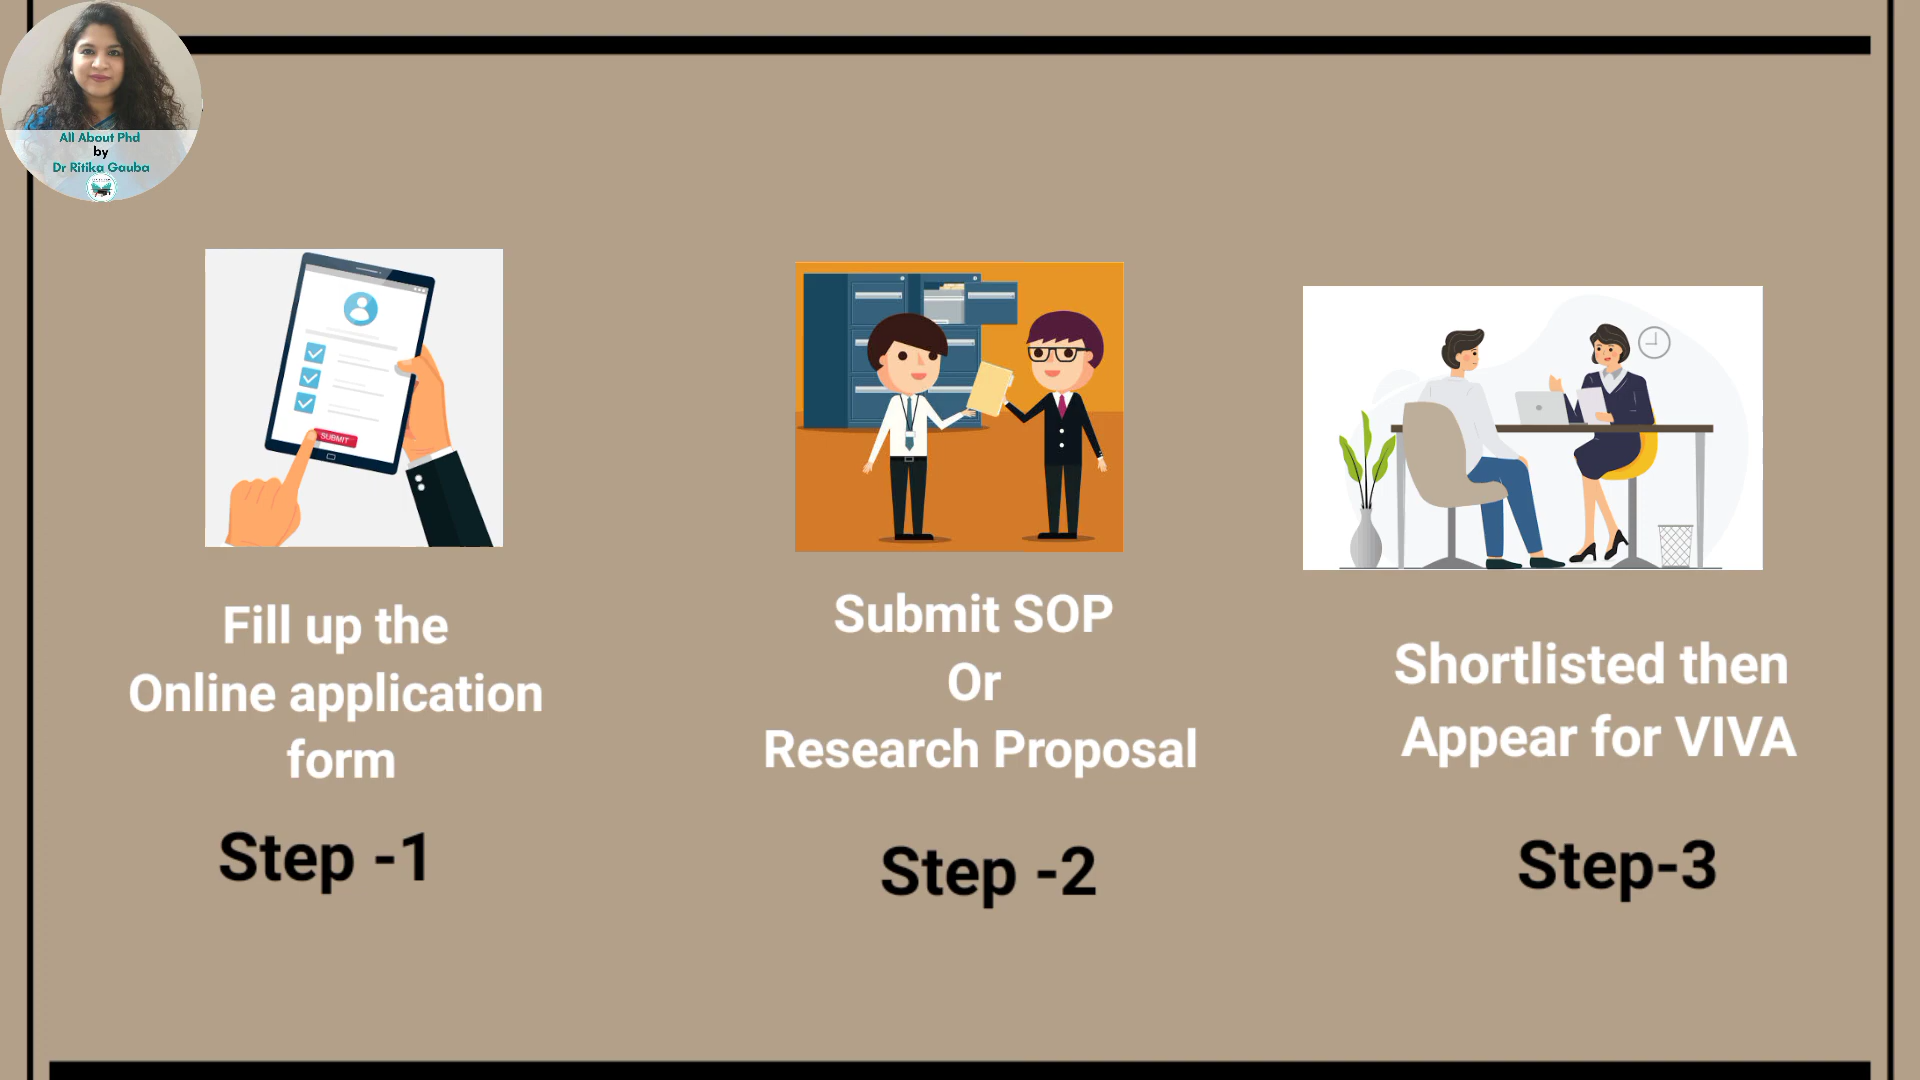 All About Phd
by
Dr Ritika Gauba
SUBMIT
Fill up the
Online application
form
Step -1
Submit SOP
Or
Research Proposal
Step -2
Shortlisted then
Appear for VIVA
Step-3